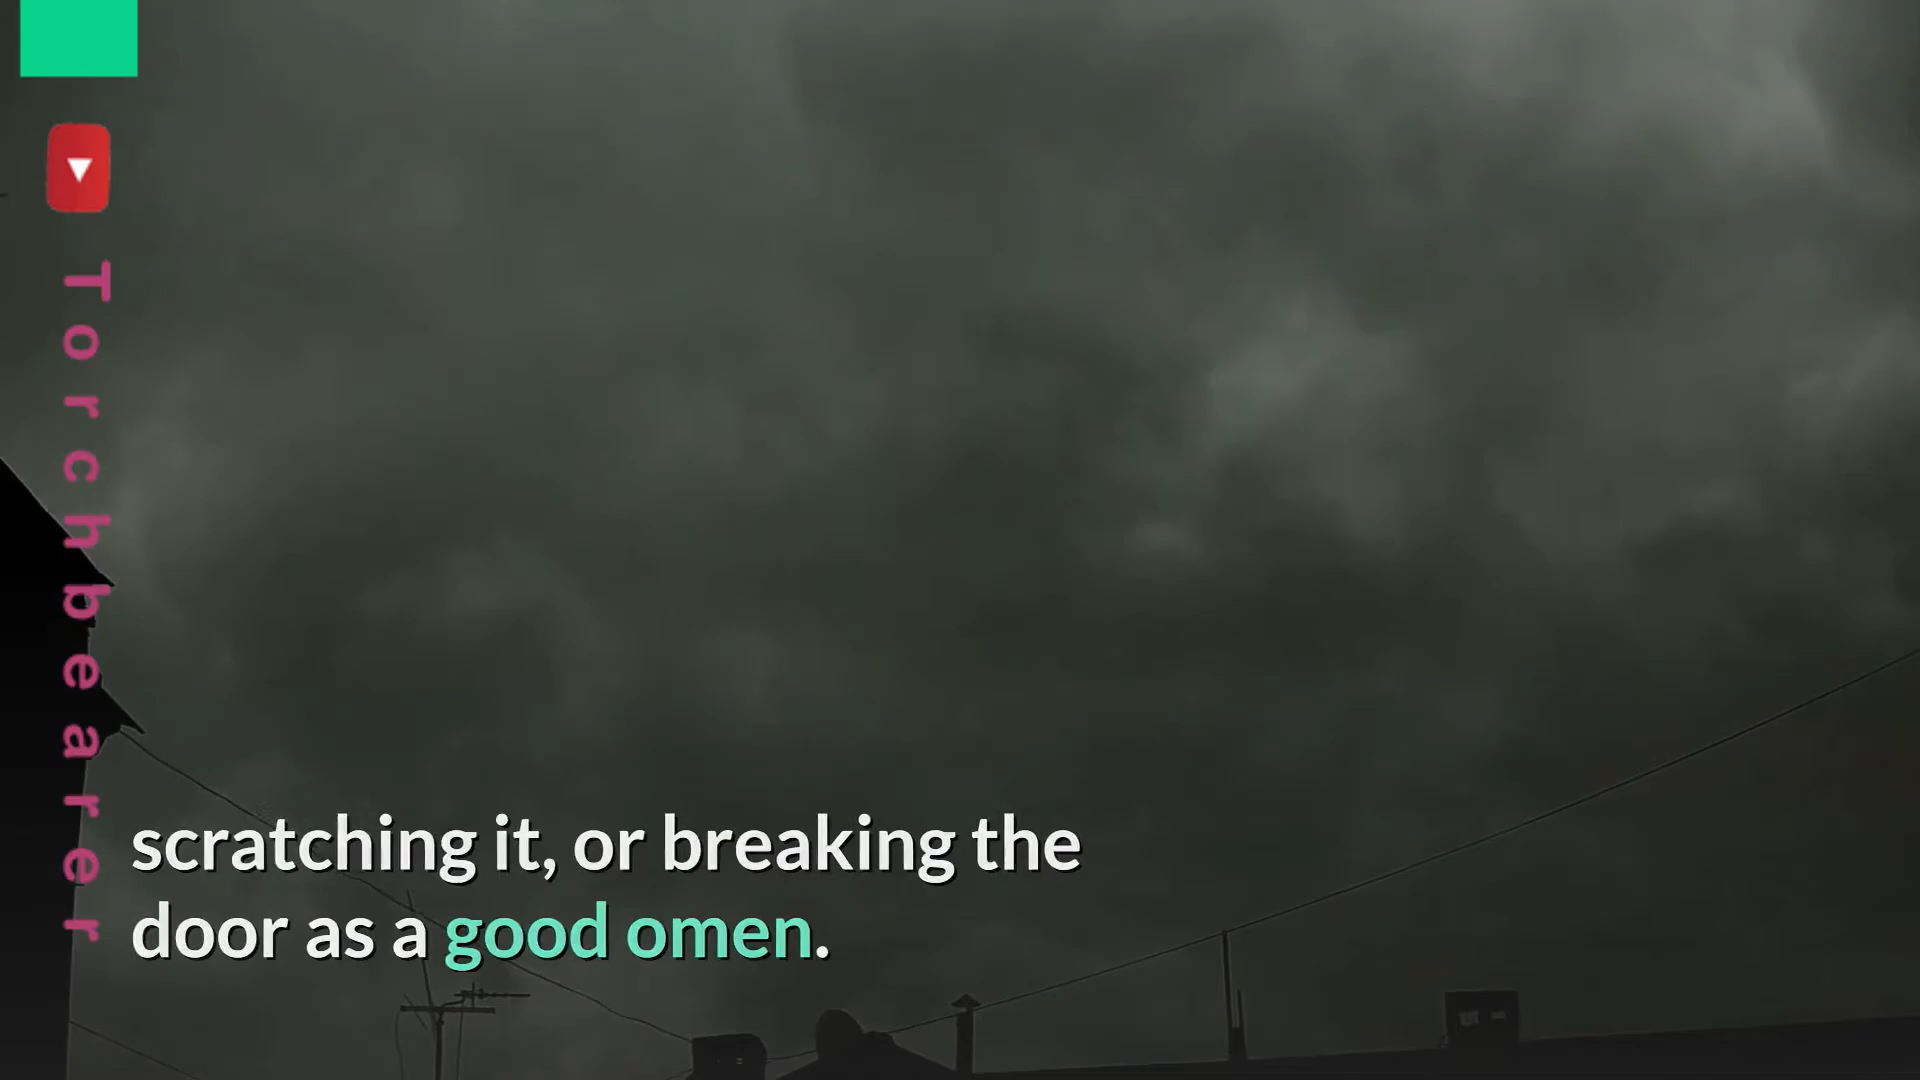 Torchbearer
scratching it, or breaking the
door as a good omen.